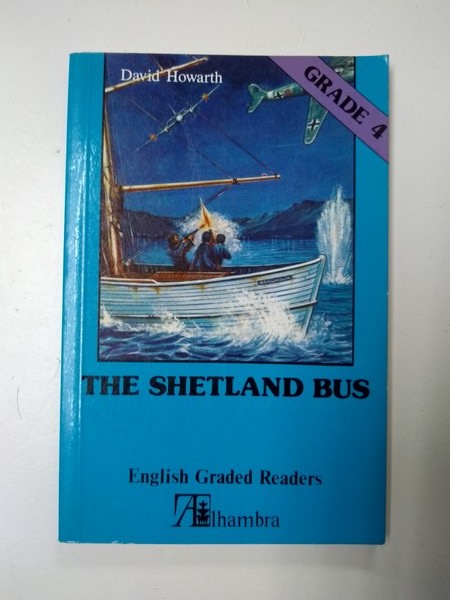 David Howarth
GRADE 4
THE SHETLAND BUS
English Graded Readers
Alhambra